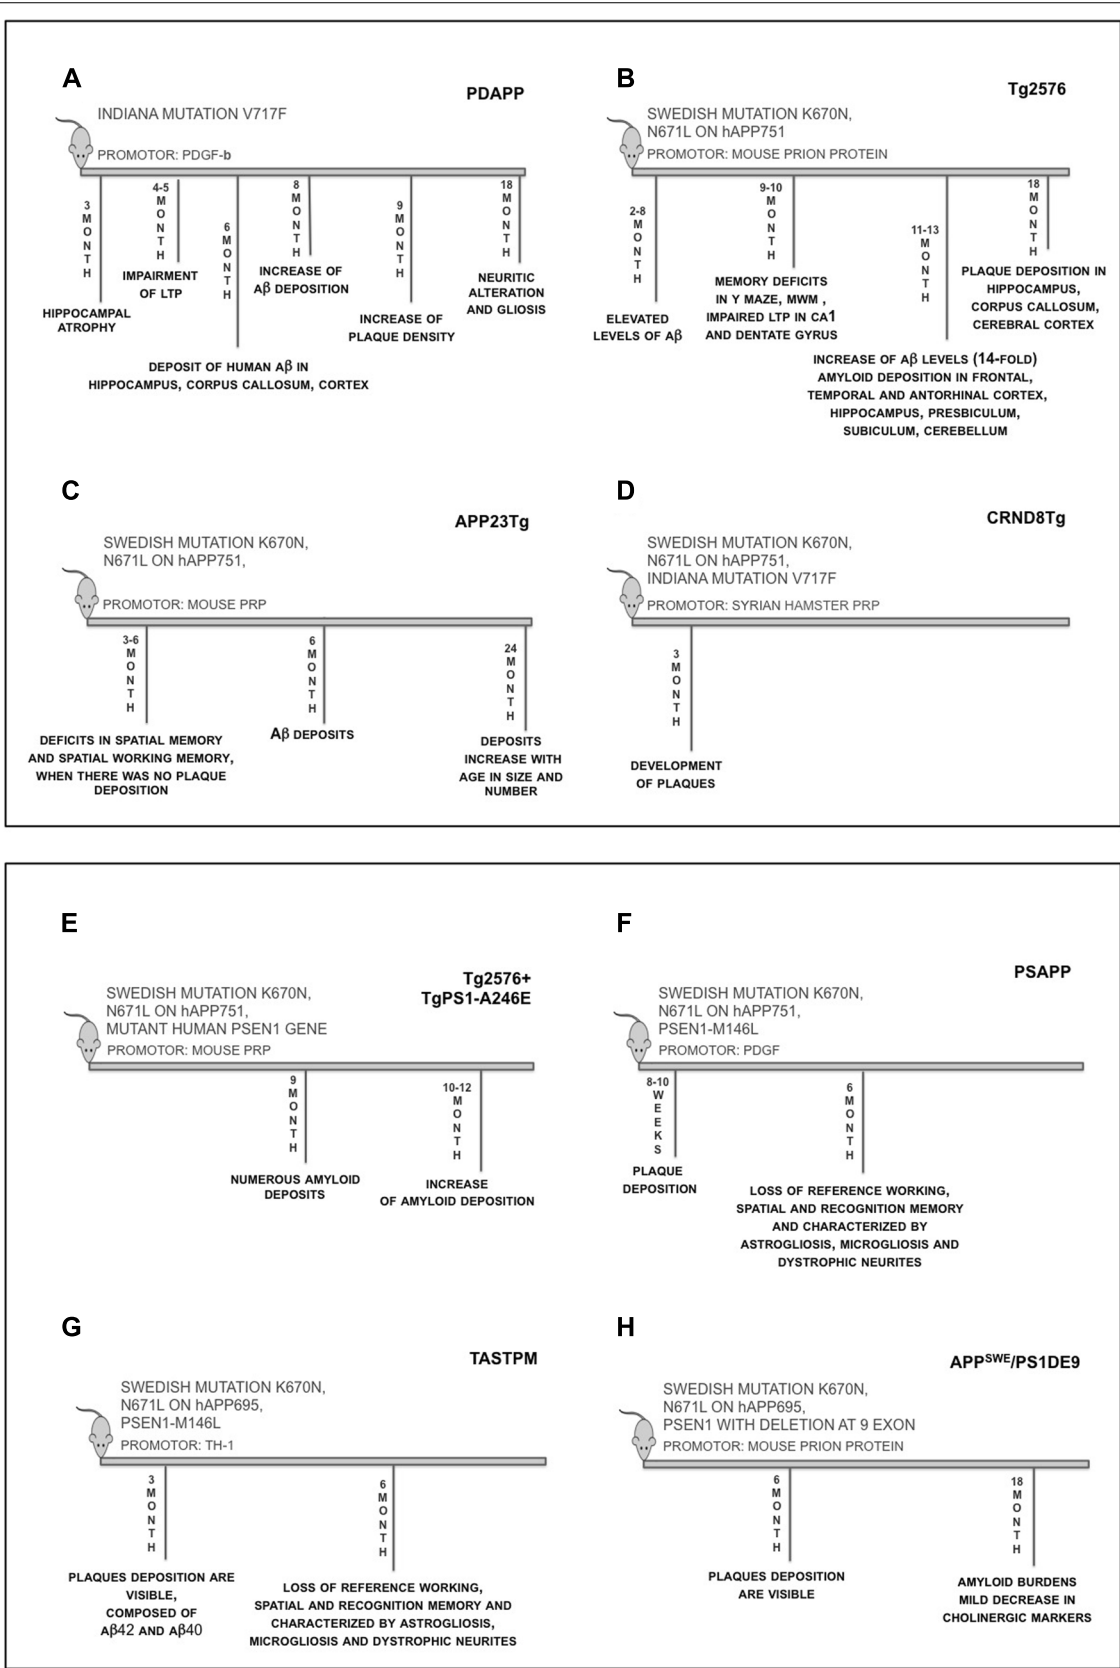 A
PDAPP
INDIANA MUTATION V717F
PROMOTOR: PDGF-b
3 MONTH
HIPPOCAMPAL
ATROPHY
4-5 MONTH
IMPAIRMENT
OF LTP
6 MONTH
DEPOSIT OF HUMAN Aβ IN
HIPPOCAMPUS, CORPUS CALLOSUM, CORTEX
8 MONTH
INCREASE OF
Aβ DEPOSITION
9 MONTH
INCREASE OF
PLAQUE DENSITY
18 MONTH
NEURITIC
ALTERATION
AND GLIOSIS
B
Tg2576
SWEDISH MUTATION K670N,
N671L ON hAPP751
PROMOTOR: MOUSE PRION PROTEIN
2-8 MONTH
ELEVATED
LEVELS OF Aβ
9-10 MONTH
MEMORY DEFICITS
IN Y MAZE, MWM ,
IMPAIRED LTP IN CA1
AND DENTATE GYRUS
11-13 MONTH
INCREASE OF Aβ LEVELS (14-FOLD)
AMYLOID DEPOSITION IN FRONTAL,
TEMPORAL AND ANTORHINAL CORTEX,
HIPPOCAMPUS, PRESBICULUM,
SUBICULUM, CEREBELLUM
18 MONTH
PLAQUE DEPOSITION IN
HIPPOCAMPUS,
CORPUS CALLOSUM,
CEREBRAL CORTEX
C
APP23Tg
SWEDISH MUTATION K670N,
N671L ON hAPP751,
PROMOTOR: MOUSE PRP
3-6 MONTH
DEFICITS IN SPATIAL MEMORY
AND SPATIAL WORKING MEMORY,
WHEN THERE WAS NO PLAQUE
DEPOSITION
6 MONTH
Aβ DEPOSITS
24 MONTH
DEPOSITS
INCREASE WITH
AGE IN SIZE AND
NUMBER
D
CRND8Tg
SWEDISH MUTATION K670N,
N671L ON hAPP751,
INDIANA MUTATION V717F
PROMOTOR: SYRIAN HAMSTER PRP
3 MONTH
DEVELOPMENT
OF PLAQUES
E
Tg2576+
TgPS1-A246E
SWEDISH MUTATION K670N,
N671L ON hAPP751,
MUTANT HUMAN PSEN1 GENE
PROMOTOR: MOUSE PRP
9 MONTH
NUMEROUS AMYLOID
DEPOSITS
10-12 MONTH
INCREASE
OF AMYLOID DEPOSITION
F
PSAPP
SWEDISH MUTATION K670N,
N671L ON hAPP751,
PSEN1-M146L
PROMOTOR: PDGF
8-10 WEEKS
PLAQUE
DEPOSITION
6 MONTH
LOSS OF REFERENCE WORKING,
SPATIAL AND RECOGNITION MEMORY
AND CHARACTERIZED BY
ASTROGLIOSIS, MICROGLIOSIS AND
DYSTROPHIC NEURITES
G
TASTPM
SWEDISH MUTATION K670N,
N671L ON hAPP695,
PSEN1-M146L
PROMOTOR: TH-1
3 MONTH
PLAQUES DEPOSITION ARE
VISIBLE,
COMPOSED OF
Aβ42 AND Aβ40
6 MONTH
LOSS OF REFERENCE WORKING,
SPATIAL AND RECOGNITION MEMORY AND
CHARACTERIZED BY ASTROGLIOSIS,
MICROGLIOSIS AND DYSTROPHIC NEURITES
H
APPSWE/PS1DE9
SWEDISH MUTATION K670N,
N671L ON hAPP695,
PSEN1 WITH DELETION AT 9 EXON
PROMOTOR: MOUSE PRION PROTEIN
6 MONTH
PLAQUES DEPOSITION
ARE VISIBLE
18 MONTH
AMYLOID BURDENS
MILD DECREASE IN
CHOLINERGIC MARKERS